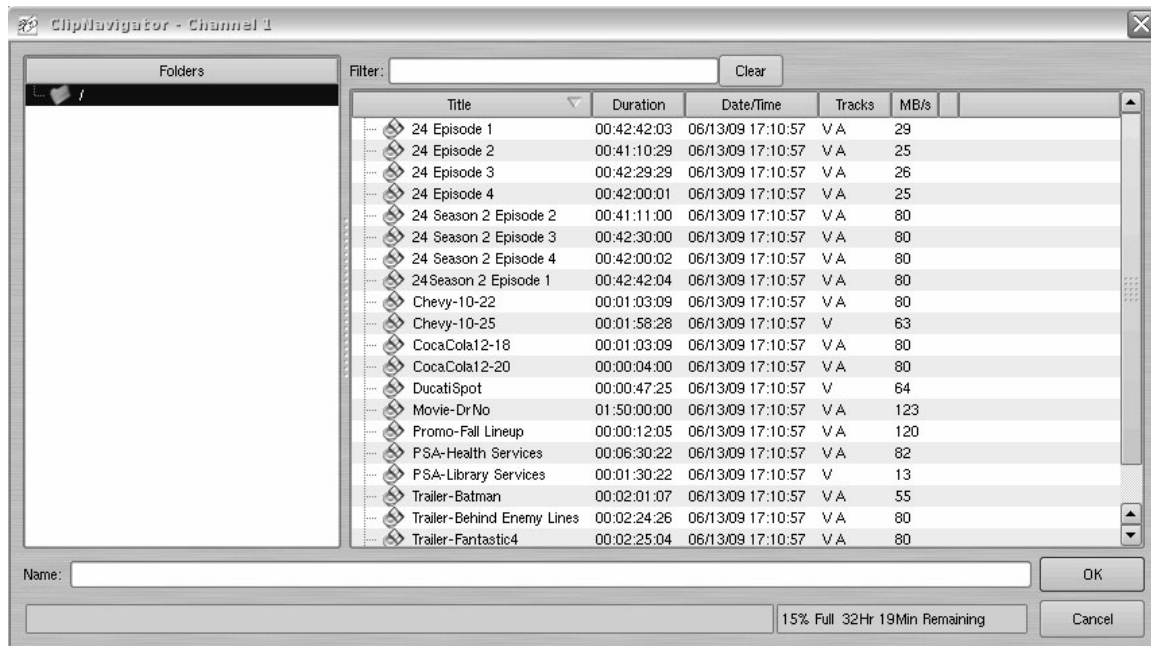 ClipNavigator - Channel 1
Folders
/
Filter:
Clear
Title Duration Date/Time Tracks MB/s
24 Episode 1 00:42:42:03 06/13/09 17:10:57 V A 29
24 Episode 2 00:41:10:29 06/13/09 17:10:57 V A 25
24 Episode 3 00:42:29:29 06/13/09 17:10:57 V A 26
24 Episode 4 00:42:00:01 06/13/09 17:10:57 V A 25
24 Season 2 Episode 2 00:41:11:00 06/13/09 17:10:57 V A 80
24 Season 2 Episode 3 00:42:30:00 06/13/09 17:10:57 V A 80
24 Season 2 Episode 4 00:42:00:02 06/13/09 17:10:57 V A 80
24Season 2 Episode 1 00:42:42:04 06/13/09 17:10:57 V A 80
Chevy-10-22 00:01:03:09 06/13/09 17:10:57 V A 80
Chevy-10-25 00:01:58:28 06/13/09 17:10:57 V 63
CocaCola12-18 00:01:03:09 06/13/09 17:10:57 V A 80
CocaCola12-20 00:00:04:00 06/13/09 17:10:57 V A 80
DucatiSpot 00:00:47:25 06/13/09 17:10:57 V 64
Movie-DrNo 01:50:00:00 06/13/09 17:10:57 V A 123
Promo-Fall Lineup 00:00:12:05 06/13/09 17:10:57 V A 120
PSA-Health Services 00:06:30:22 06/13/09 17:10:57 V A 82
PSA-Library Services 00:01:30:22 06/13/09 17:10:57 V 13
Trailer-Batman 00:02:01:07 06/13/09 17:10:57 V A 55
Trailer-Behind Enemy Lines 00:02:24:26 06/13/09 17:10:57 V A 80
Trailer-Fantastic4 00:02:25:04 06/13/09 17:10:57 V A 80
Name:
OK
15% Full 32Hr 19Min Remaining
Cancel